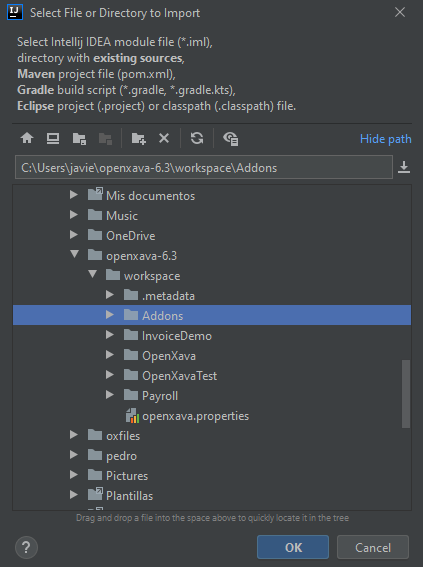 Select File or Directory to Import
Select Intellij IDEA module file (*.iml),
directory with existing sources,
Maven project file (pom.xml),
Gradle build script (*.gradle, *.gradle.kts),
Eclipse project (.project) or classpath (.classpath) file.
Hide path
C:\Users\javie\openxava-6.3\workspace\Addons
Mis documentos
Music
OneDrive
openxava-6.3
workspace
.metadata
Addons
InvoiceDemo
OpenXava
OpenXavaTest
Payroll
openxava.properties
oxfiles
pedro
Pictures
Plantillas
Drag and drop a file into the space above to quickly locate it in the tree
?
OK
Cancel